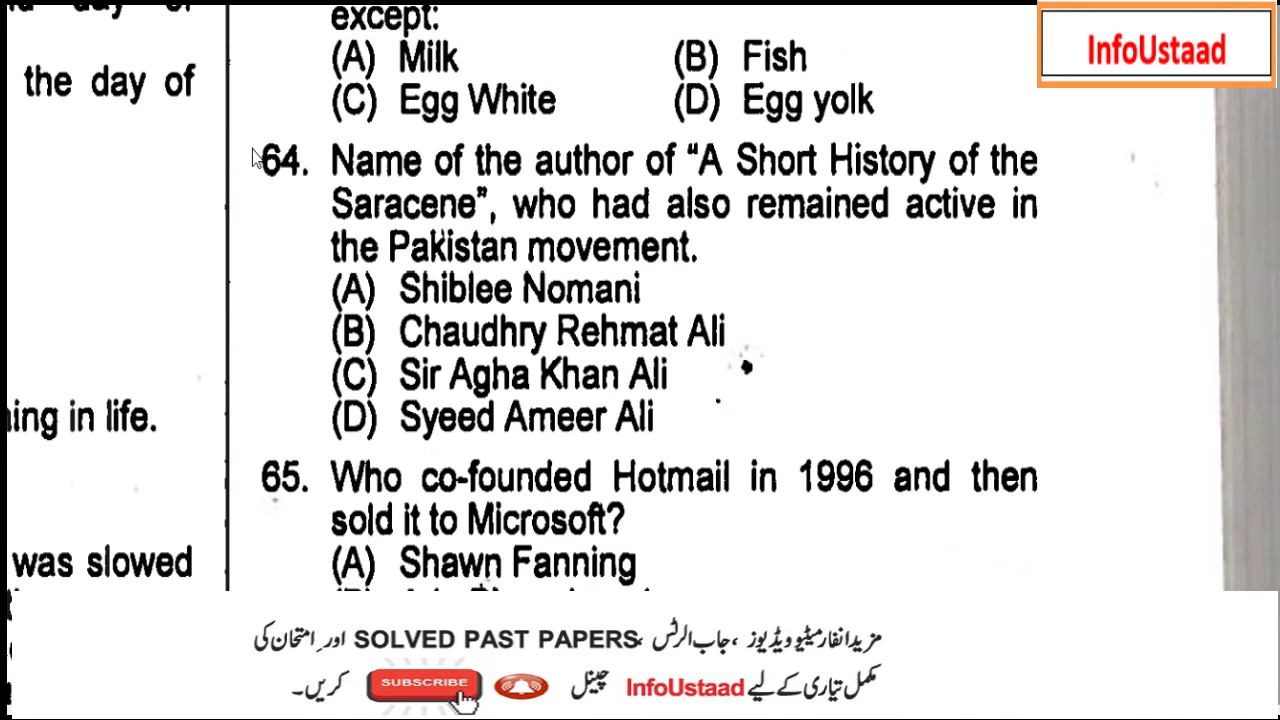 the day of
ning in life.
was slowed
except:
(A) Milk (B) Fish
(C) Egg White (D) Egg yolk
64. Name of the author of “A Short History of the
Saracene”, who had also remained active in
the Pakistan movement.
(A) Shiblee Nomani
(B) Chaudhry Rehmat Ali
(C) Sir Agha Khan Ali
(D) Syeed Ameer Ali
65. Who co-founded Hotmail in 1996 and then
sold it to Microsoft?
(A) Shawn Fanning
InfoUstaad
مزید انفارمیٹیو ویڈیوز ،جاب الرٹس ،SOLVED PAST PAPERS اور امتحان کی
مکمل تیاری کے لیے InfoUstaad چینل SUBSCRIBE کریں۔